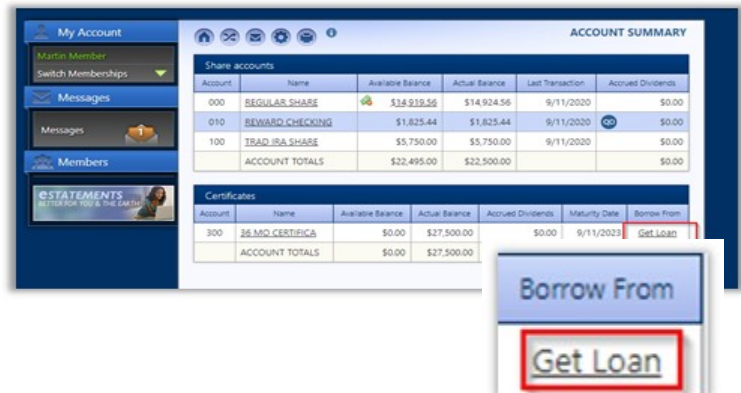 My Account
ACCOUNT SUMMARY
Martin Member
Switch Memberships
Messages
Messages 1
Members
eSTATEMENTS
BETTER FOR YOU & THE EARTH
Share accounts
Account Name Available Balance Actual Balance Last Transaction Accrued Dividends
000 REGULAR SHARE $14,919.56 $14,924.56 9/11/2020 $0.00
010 REWARD CHECKING $1,825.44 $1,825.44 9/11/2020 $0.00
100 TRAD IRA SHARE $5,750.00 $5,750.00 9/11/2020 $0.00
ACCOUNT TOTALS $22,495.00 $22,500.00 $0.00
Certificates
Account Name Available Balance Actual Balance Accrued Dividends Maturity Date Borrow From
300 36 MO CERTIFICA $0.00 $27,500.00 $0.00 9/11/2023 Get Loan
ACCOUNT TOTALS $0.00 $27,500.00
Borrow From
Get Loan